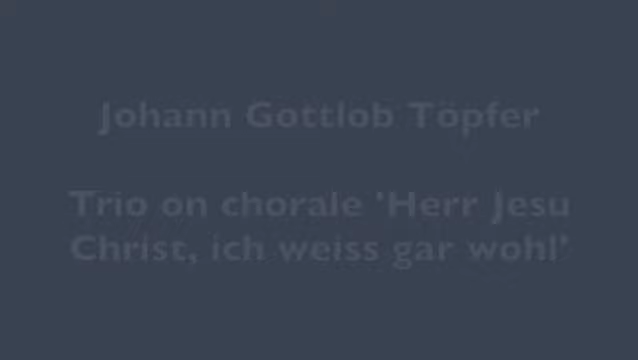 Johann Gottlob Töpfer
Trio on chorale 'Herr Jesu
Christ, ich weiss gar wohl'